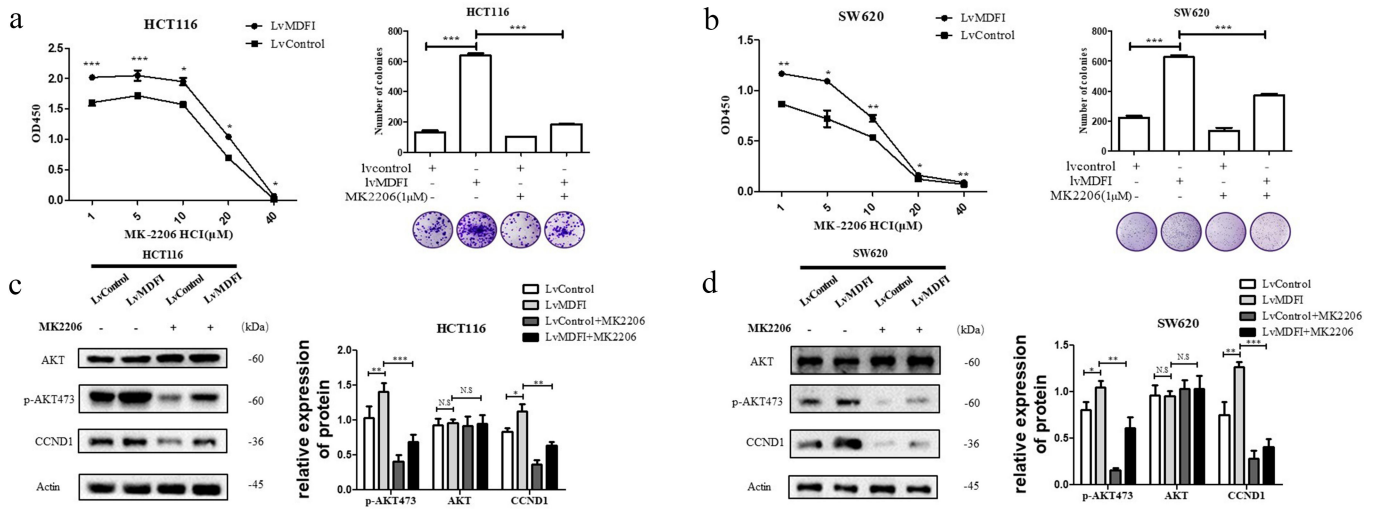 a
HCT116
LvMDFI
LvControl
OD450
2.5
2.0
1.5
1.0
0.5
0.0
***
***
*
*
*
1 5 10 20 40
MK-2206 HCI(μM)
HCT116
Number of colonies
800
600
400
200
0
*** ***
lvcontrol + - + -
lvMDFI - + - +
MK2206(1μM) - - + +
b
SW620
LvMDFI
LvControl
OD450
1.5
1.0
0.5
0.0
**
*
**
*
**
1 5 10 20 40
MK-2206 HCI(μM)
SW620
Number of colonies
800
600
400
200
0
*** ***
lvcontrol + - + -
lvMDFI - + - +
MK2206(1μM) - - + +
c
HCT116
LvControl LvMDFI LvControl LvMDFI
MK2206 - - + + (kDa)
AKT -60
p-AKT473 -60
CCND1 -36
Actin -45
LvControl
LvMDFI
LvControl+MK2206
LvMDFI+MK2206
HCT116
relative expression
of protein
2.0
1.5
1.0
0.5
0.0
** *** N.S N.S * **
p-AKT473 AKT CCND1
d
SW620
LvControl LvMDFI LvControl LvMDFI
MK2206 - - + + (kDa)
AKT -60
p-AKT473 -60
CCND1 -36
Actin -45
LvControl
LvMDFI
LvControl+MK2206
LvMDFI+MK2206
SW620
relative expression
of protein
1.5
1.0
0.5
0.0
* ** N.S N.S ** ***
p-AKT473 AKT CCND1